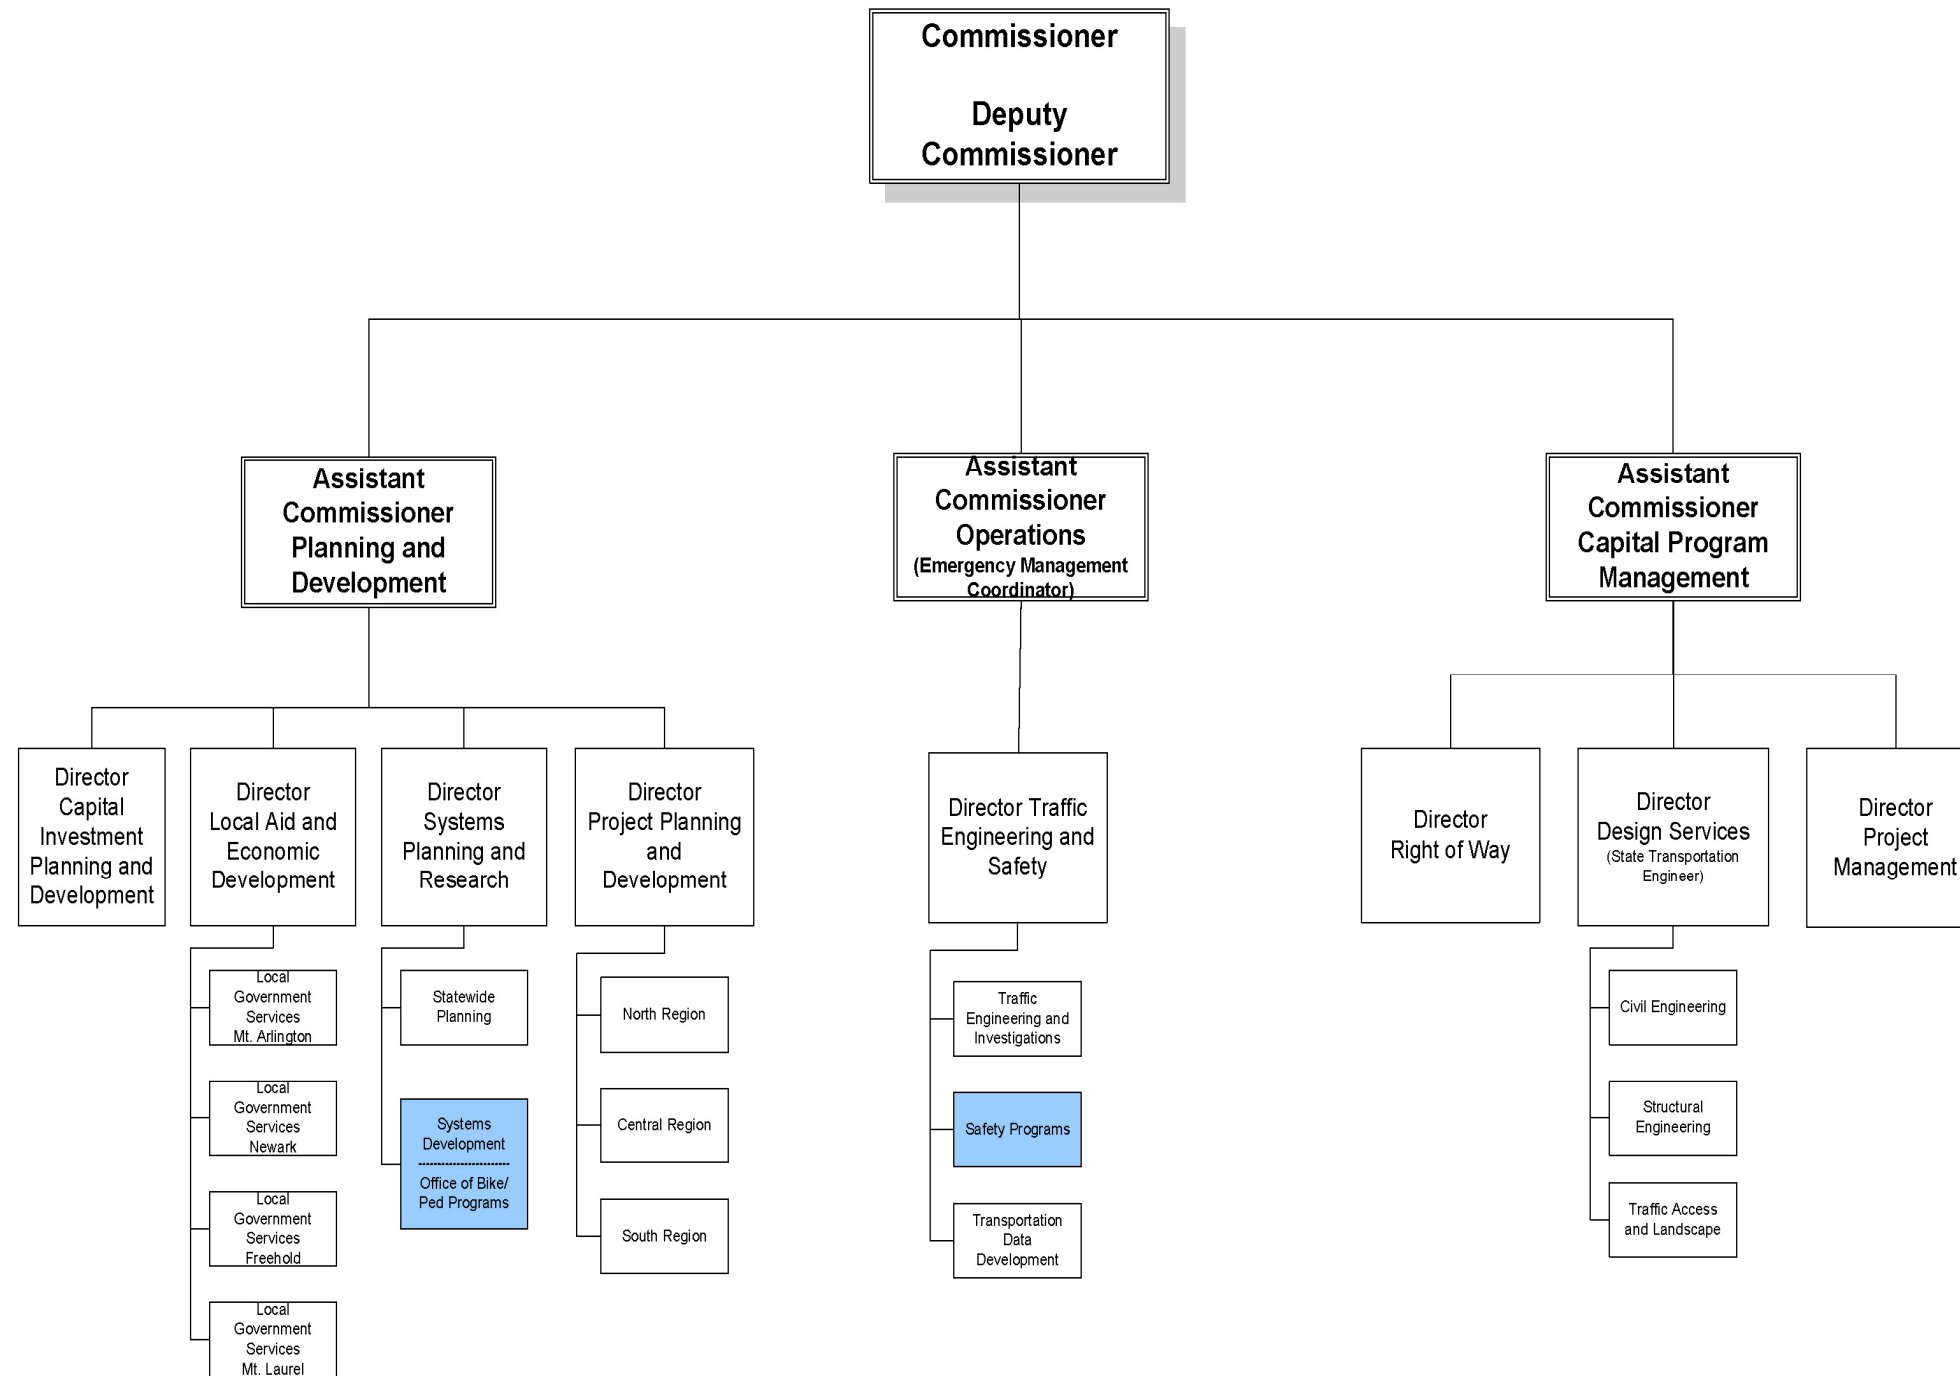 Commissioner
Deputy
Commissioner
Assistant
Commissioner
Planning and
Development
Assistant
Commissioner
Operations
(Emergency Management
Coordinator)
Assistant
Commissioner
Capital Program
Management
Director
Capital
Investment
Planning and
Development
Director
Local Aid and
Economic
Development
Director
Systems
Planning and
Research
Director
Project Planning
and
Development
Director Traffic
Engineering and
Safety
Director
Right of Way
Director
Design Services
(State Transportation
Engineer)
Director
Project
Management
Local
Government
Services
Mt. Arlington
Local
Government
Services
Newark
Local
Government
Services
Freehold
Local
Government
Services
Mt. Laurel
Statewide
Planning
Systems
Development
------------------------
Office of Bike/
Ped Programs
North Region
Central Region
South Region
Traffic
Engineering and
Investigations
Safety Programs
Transportation
Data
Development
Civil Engineering
Structural
Engineering
Traffic Access
and Landscape